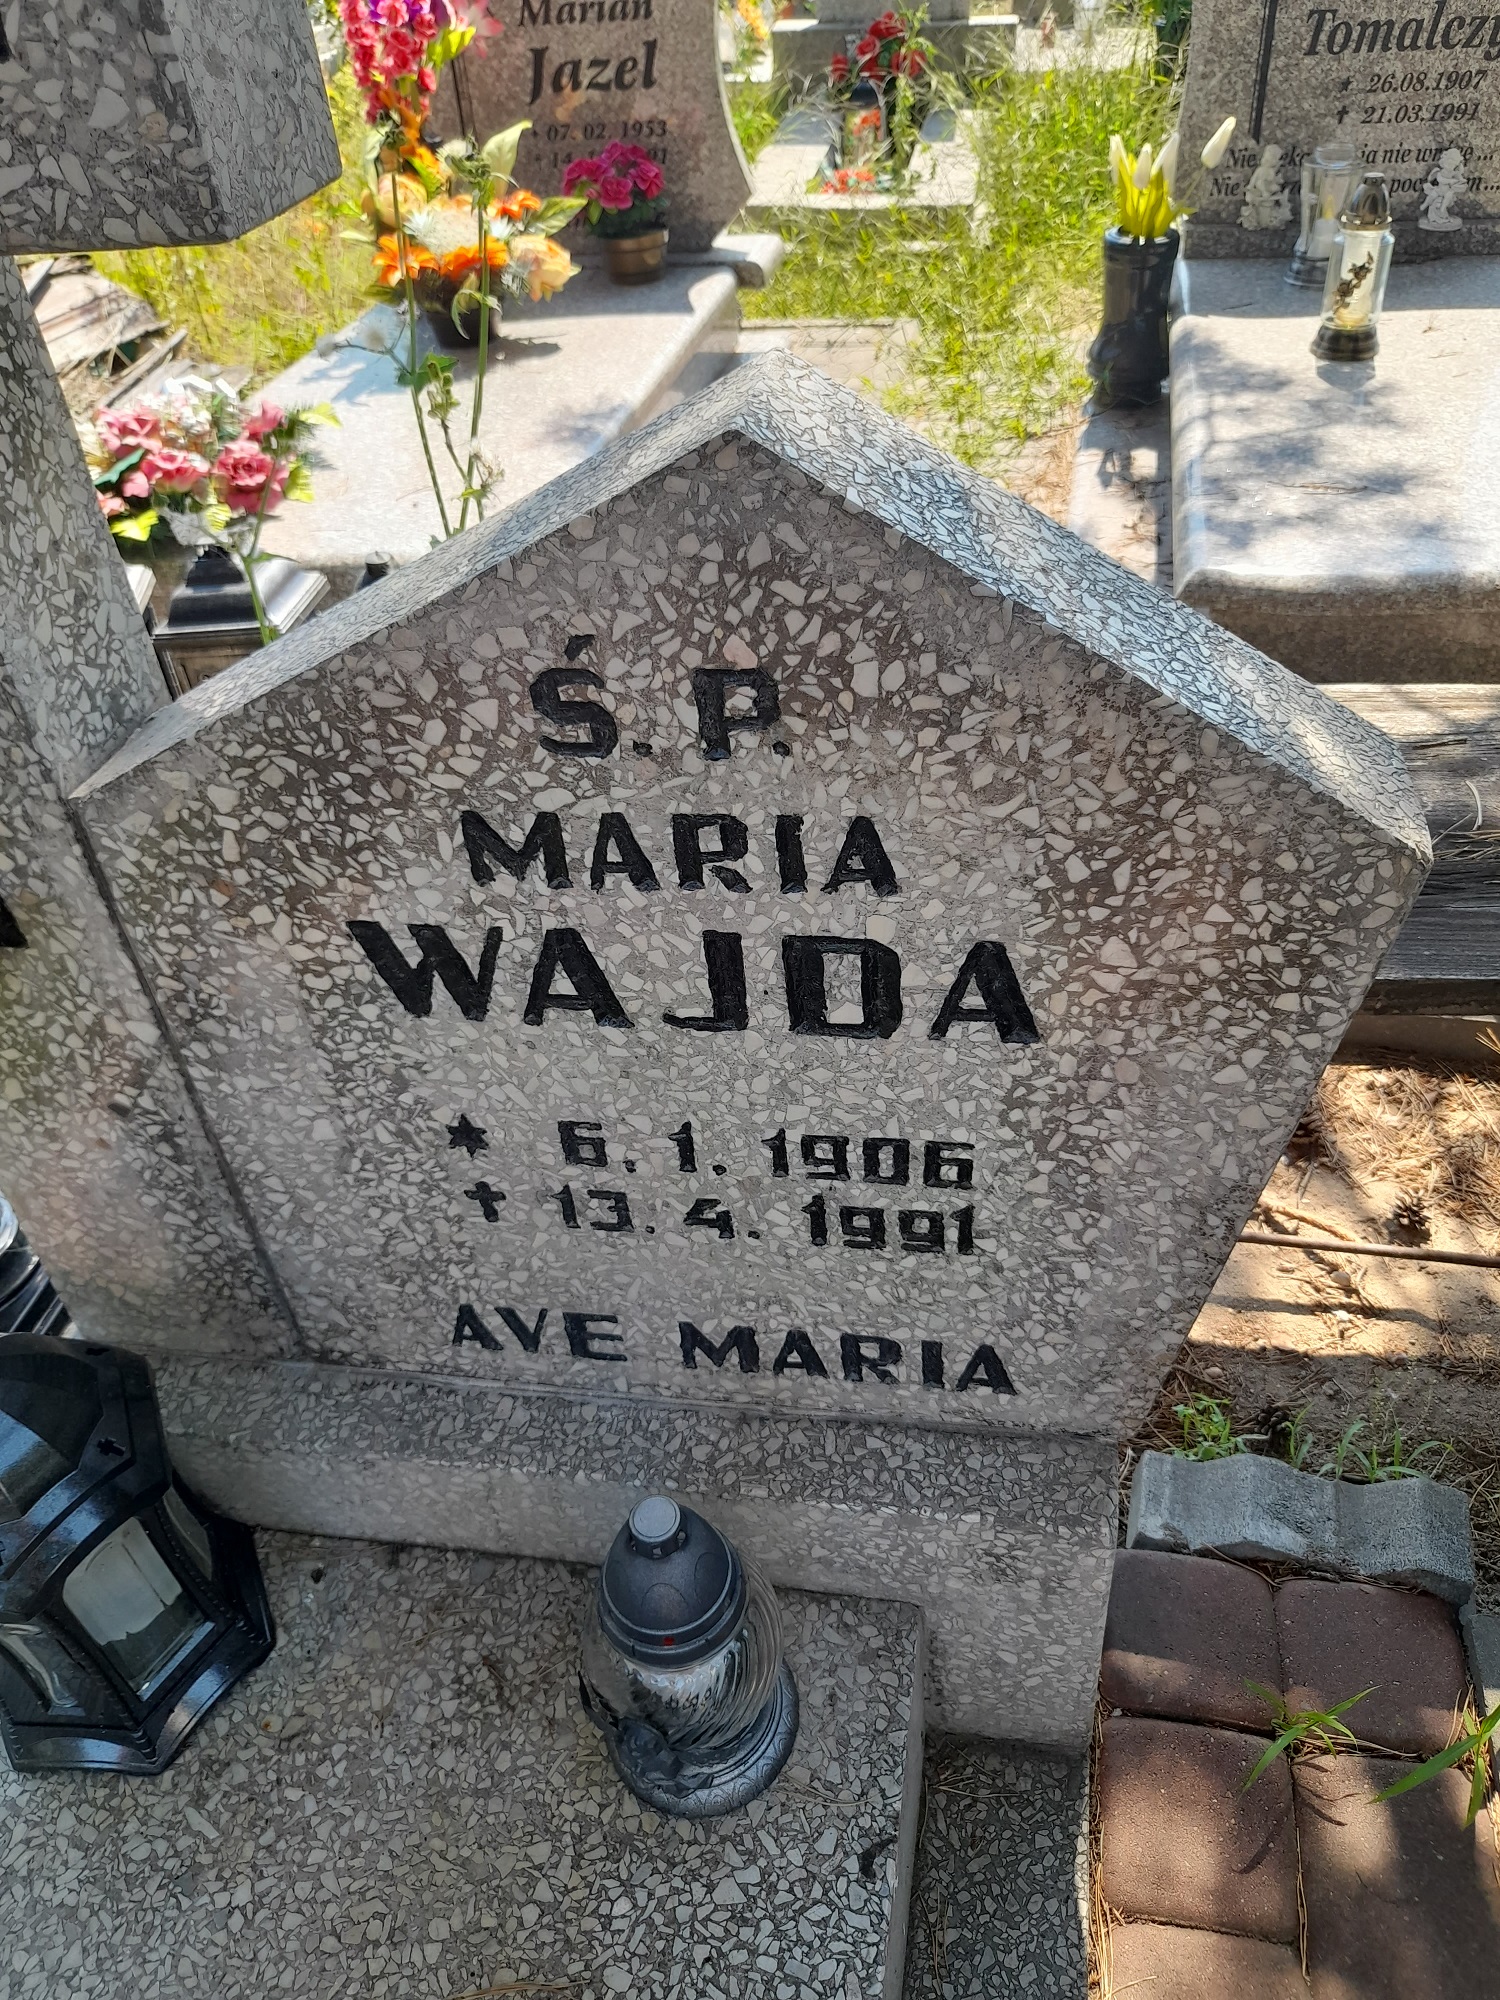 Marian
Jazel
* 07. 02. 1953
Tomalczy
* 26.08.1907
✝ 21.03.1991
Ś. P.
MARIA
WAJDA
★ 6. 1. 1906
✝ 13. 4. 1991
AVE MARIA